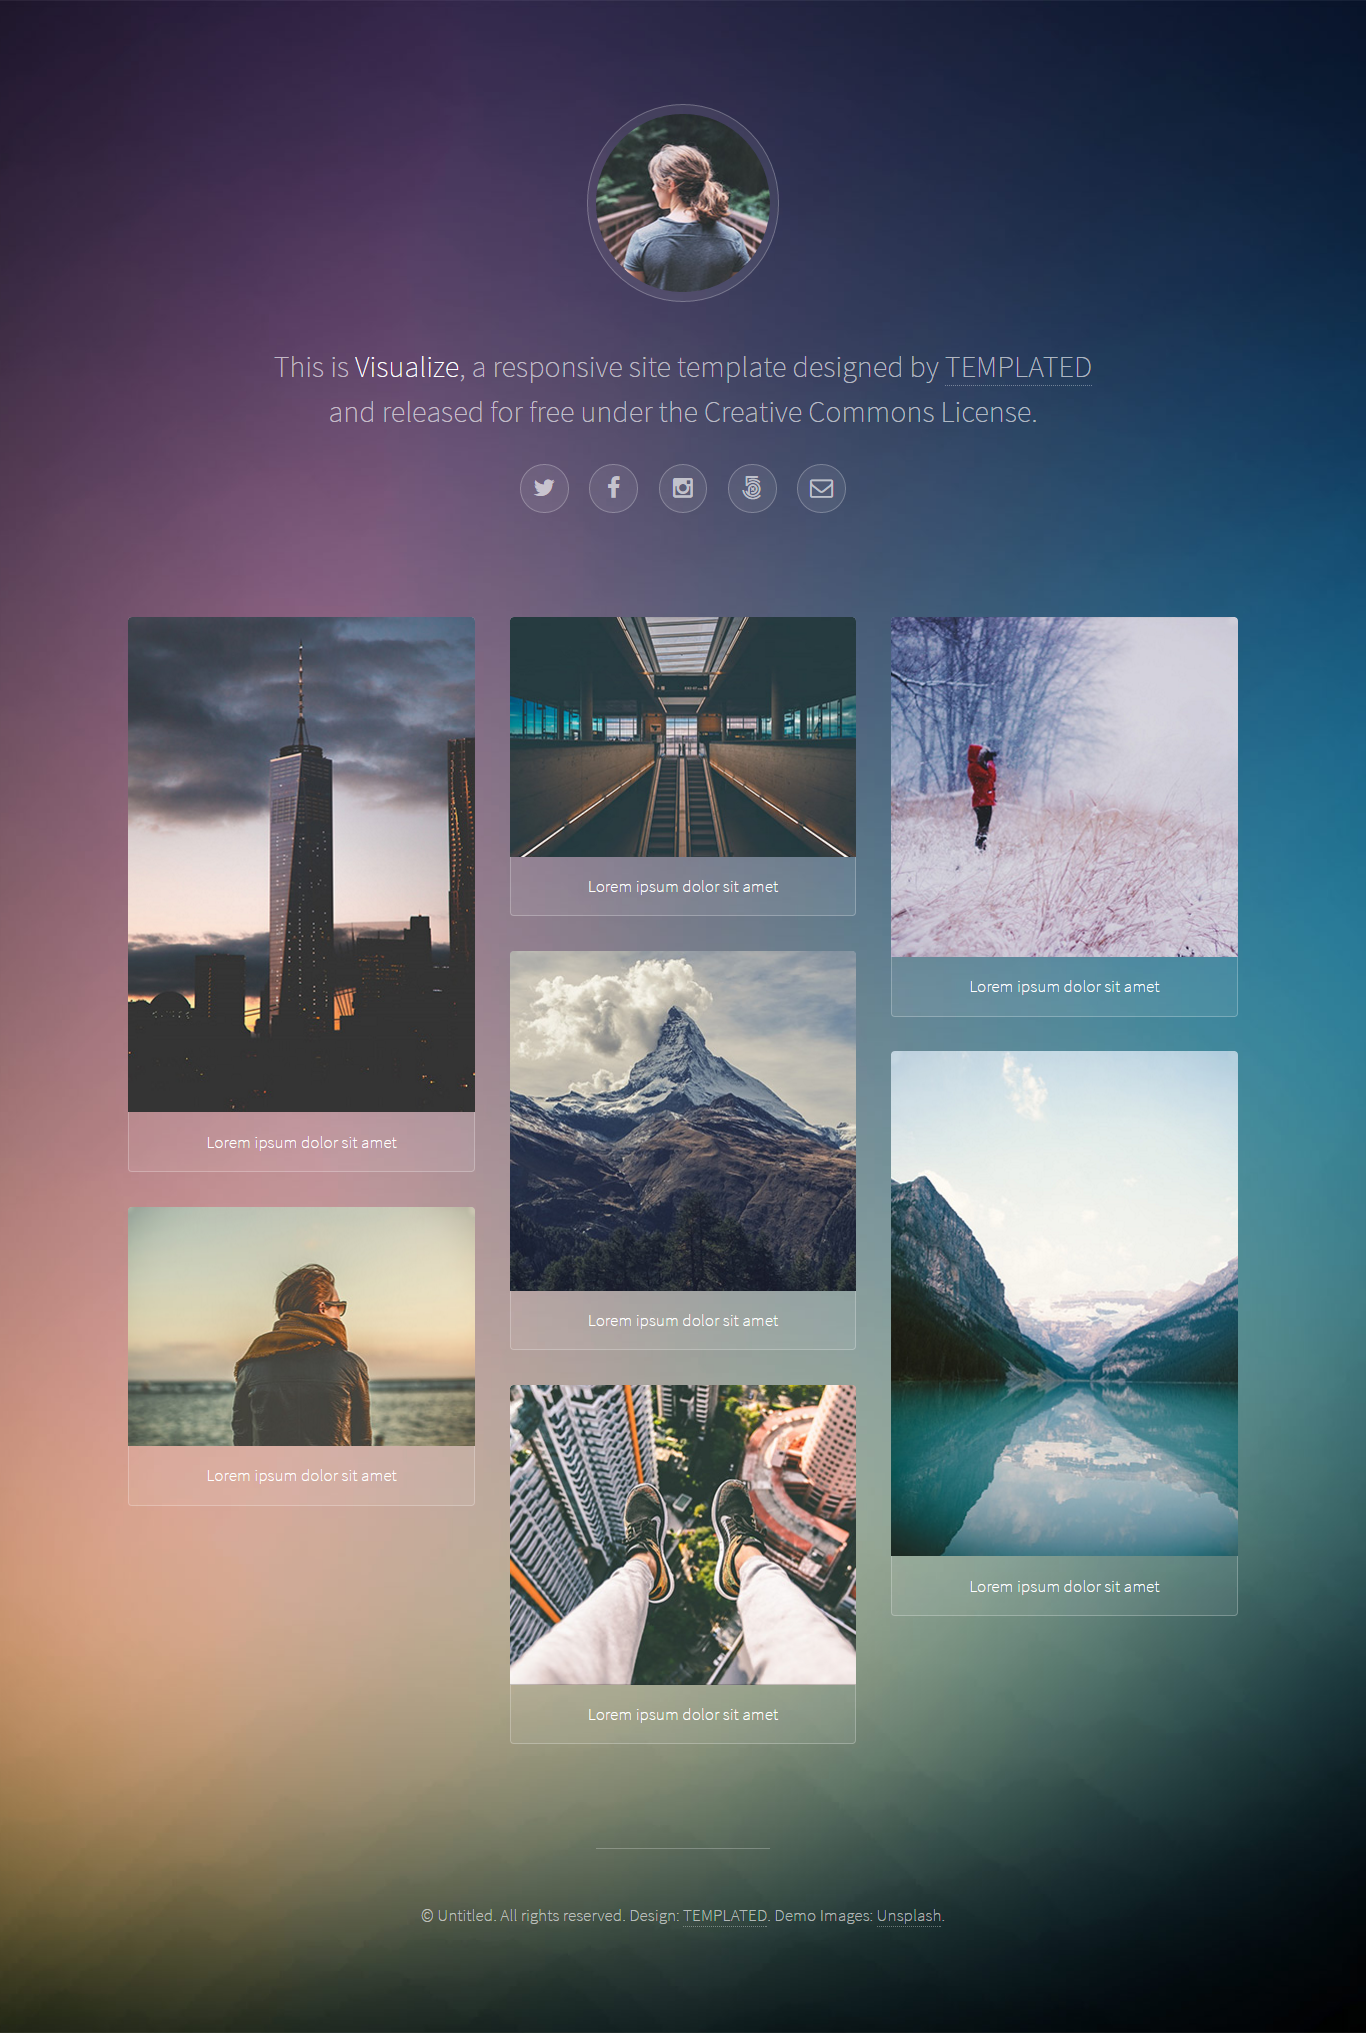 This is Visualize, a responsive site template designed by TEMPLATED
and released for free under the Creative Commons License.
Lorem ipsum dolor sit amet
Lorem ipsum dolor sit amet
Lorem ipsum dolor sit amet
Lorem ipsum dolor sit amet
Lorem ipsum dolor sit amet
Lorem ipsum dolor sit amet
Lorem ipsum dolor sit amet
© Untitled. All rights reserved. Design: TEMPLATED. Demo Images: Unsplash.